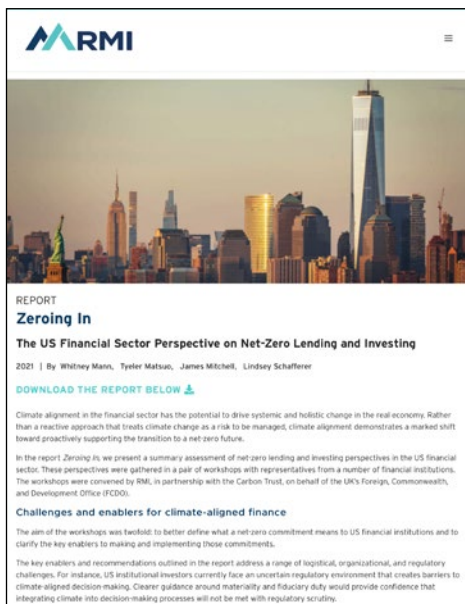 RMI
REPORT
Zeroing In
The US Financial Sector Perspective on Net-Zero Lending and Investing
2021 | By Whitney Mann, Tyeler Matsuo, James Mitchell, Lindsey Schafferer
DOWNLOAD THE REPORT BELOW
Climate alignment in the financial sector has the potential to drive systemic and holistic change in the real economy. Rather
than a reactive approach that treats climate change as a risk to be managed, climate alignment demonstrates a marked shift
toward proactively supporting the transition to a net-zero future.
In the report Zeroing In, we present a summary assessment of net-zero lending and investing perspectives in the US financial
sector. These perspectives were gathered in a pair of workshops with representatives from a number of financial institutions.
The workshops were convened by RMI, in partnership with the Carbon Trust, on behalf of the UK's Foreign, Commonwealth,
and Development Office (FCDO).
Challenges and enablers for climate-aligned finance
The aim of the workshops was twofold: to better define what a net-zero commitment means to US financial institutions and to
clarify the key enablers to making and implementing those commitments.
The key enablers and recommendations outlined in the report address a range of logistical, organizational, and regulatory
challenges. For instance, US institutional investors currently face an uncertain regulatory environment that creates barriers to
climate-aligned decision-making. Clearer guidance around materiality and fiduciary duty would provide confidence that
integrating climate into decision-making processes will not be met with regulatory scrutiny.